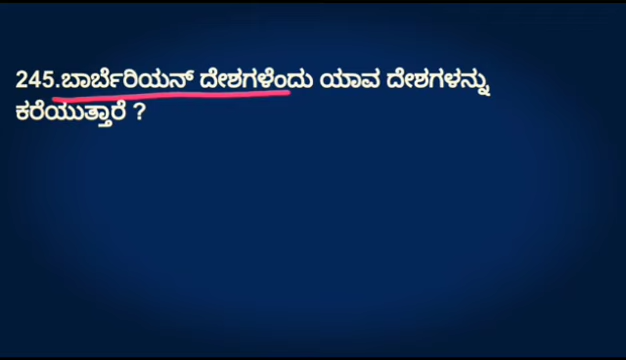 245.ಬಾರ್ಬೆರಿಯನ್ ದೇಶಗಳೆಂದು ಯಾವ ದೇಶಗಳನ್ನು
ಕರೆಯುತ್ತಾರೆ ?